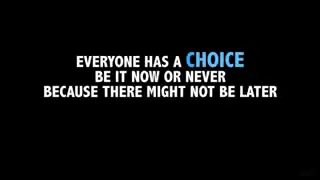 EVERYONE HAS A CHOICE
BE IT NOW OR NEVER
BECAUSE THERE MIGHT NOT BE LATER